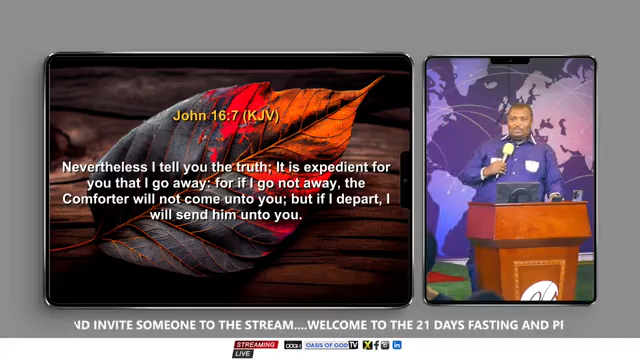 John 16:7 (KJV)
Nevertheless I tell you the truth; It is expedient for
you that I go away: for if I go not away, the
Comforter will not come unto you; but if I depart, I
will send him unto you.
ND INVITE SOMEONE TO THE STREAM....WELCOME TO THE 21 DAYS FASTING AND PR
STREAMING
LIVE
OASIS OF GOD TV